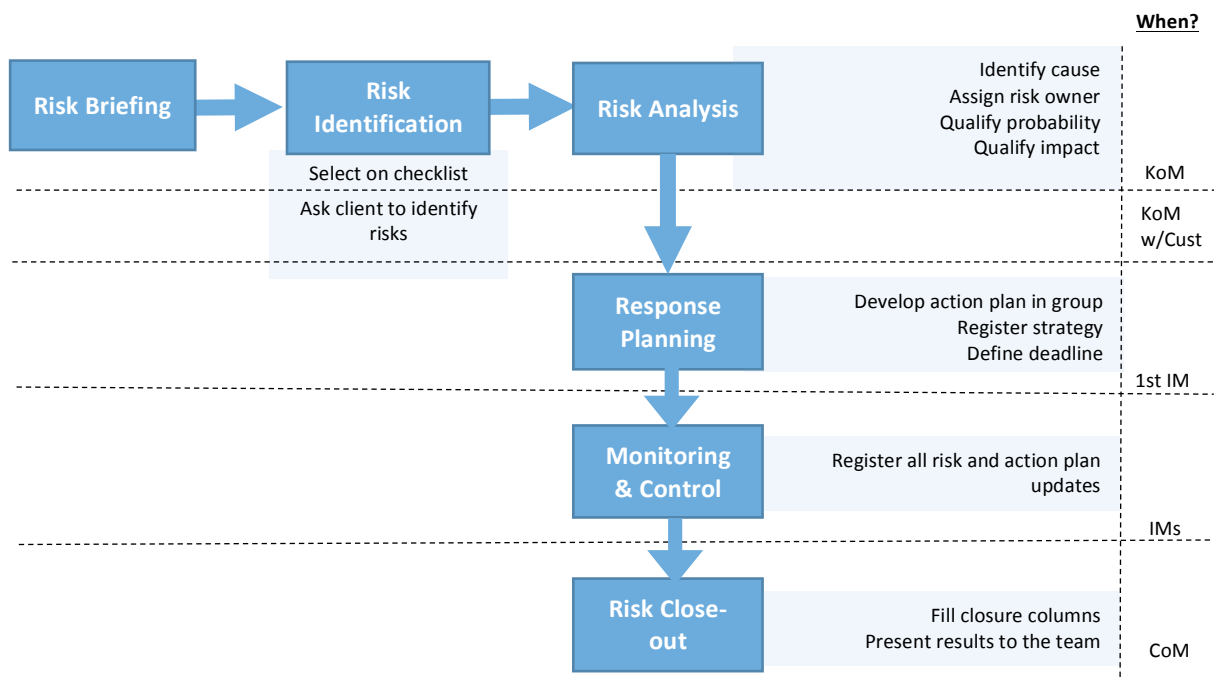 When?
Risk Briefing
Risk
Identification
Risk Analysis
Identify cause
Assign risk owner
Qualify probability
Qualify impact
Select on checklist
KoM
Ask client to identify
risks
KoM
w/Cust
Response
Planning
Develop action plan in group
Register strategy
Define deadline
1st IM
Monitoring
& Control
Register all risk and action plan
updates
IMs
Risk Close-
out
Fill closure columns
Present results to the team
CoM